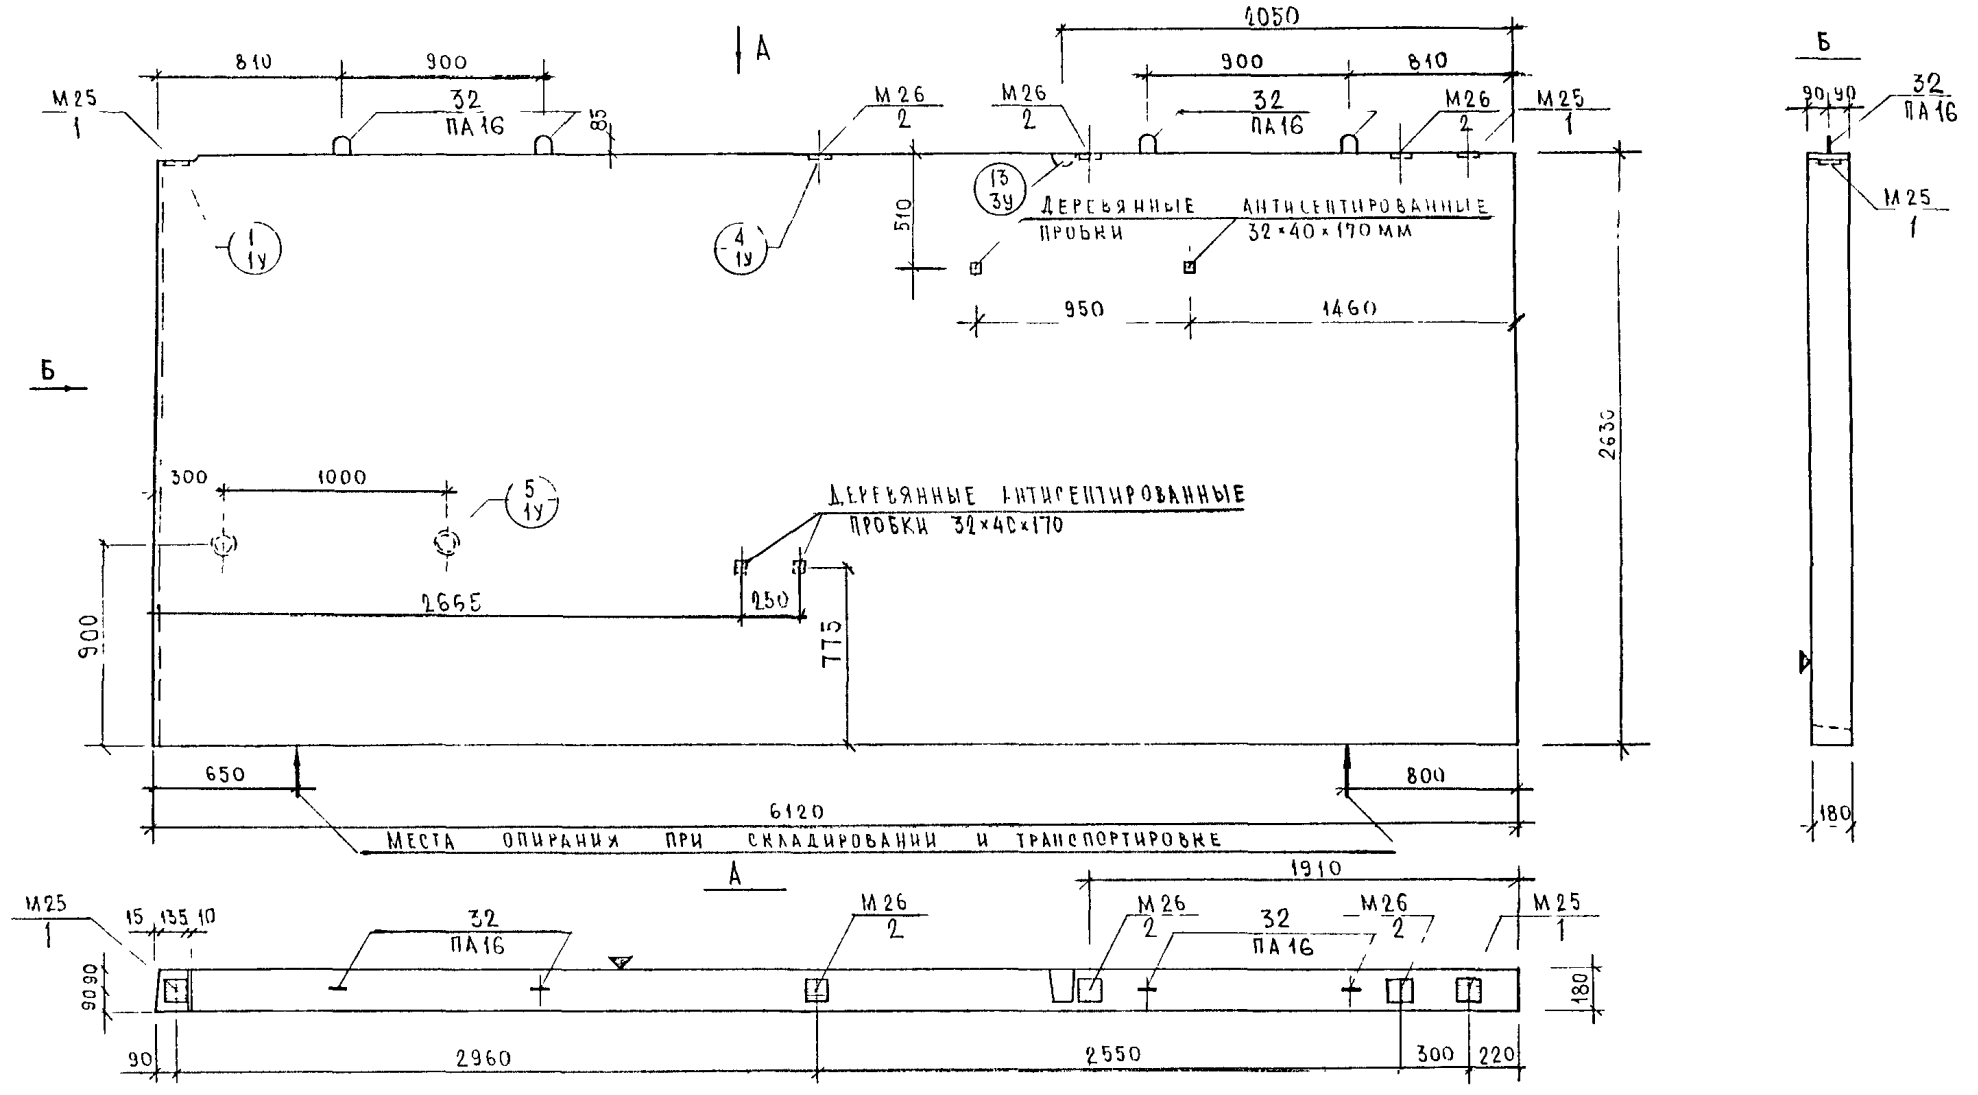 2050
А
Б
810
900
900
810
М25
1
32
ПА16
85
М26
2
М26
2
32
ПА16
М26
2
М25
1
90
90
32
ПА16
13
3У
М25
1
510
ДЕРЕВЯННЫЕ АНТИСЕПТИРОВАННЫЕ
ПРОБКИ 32×40×170 ММ
1
1У
4
1У
950
1460
Б
2630
300
1000
5
1У
ДЕРЕВЯННЫЕ АНТИСЕПТИРОВАННЫЕ
ПРОБКИ 32×40×170
2665
250
900
775
650
800
6120
180
МЕСТА ОПИРАНИЯ ПРИ СКЛАДИРОВАНИИ И ТРАНСПОРТИРОВКЕ
А
1910
М25
1
15
135
10
32
ПА16
М26
2
М26
2
32
ПА16
М26
2
М25
1
90
90
180
90
2960
2550
300
220